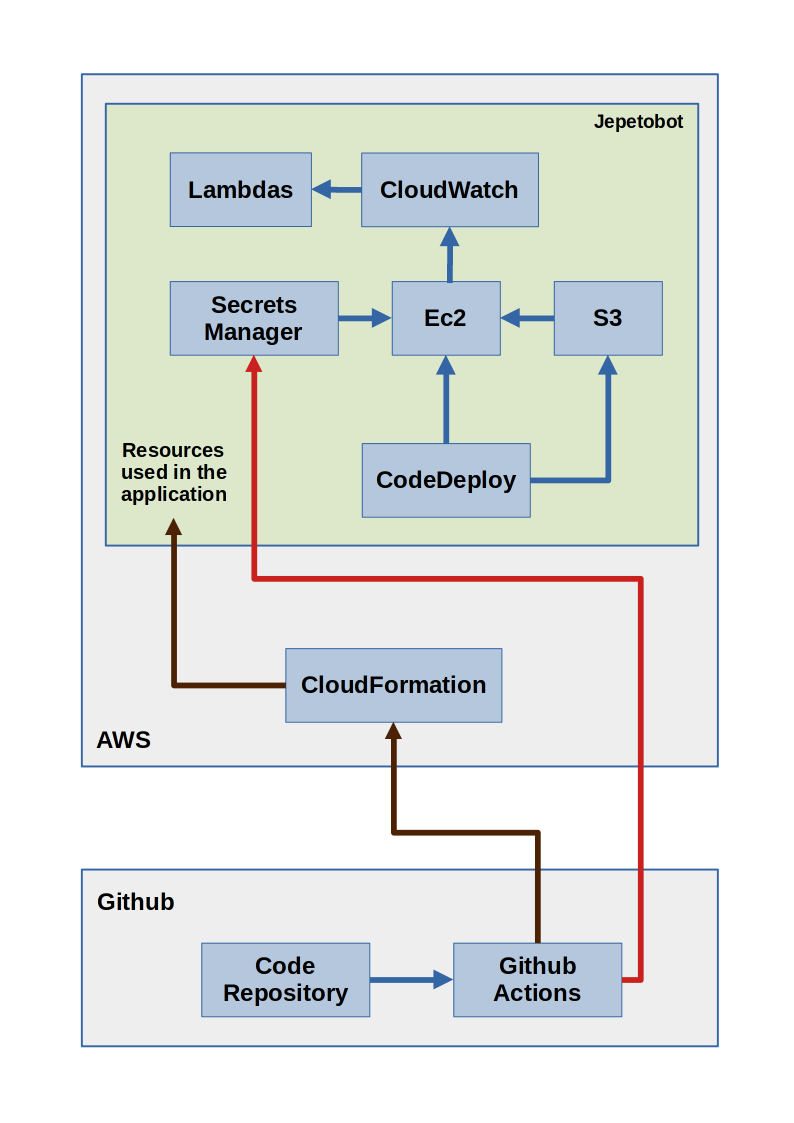 Jepetobot
Lambdas
CloudWatch
Secrets
Manager
Ec2
S3
Resources
used in the
application
CodeDeploy
CloudFormation
AWS
Github
Code
Repository
Github
Actions